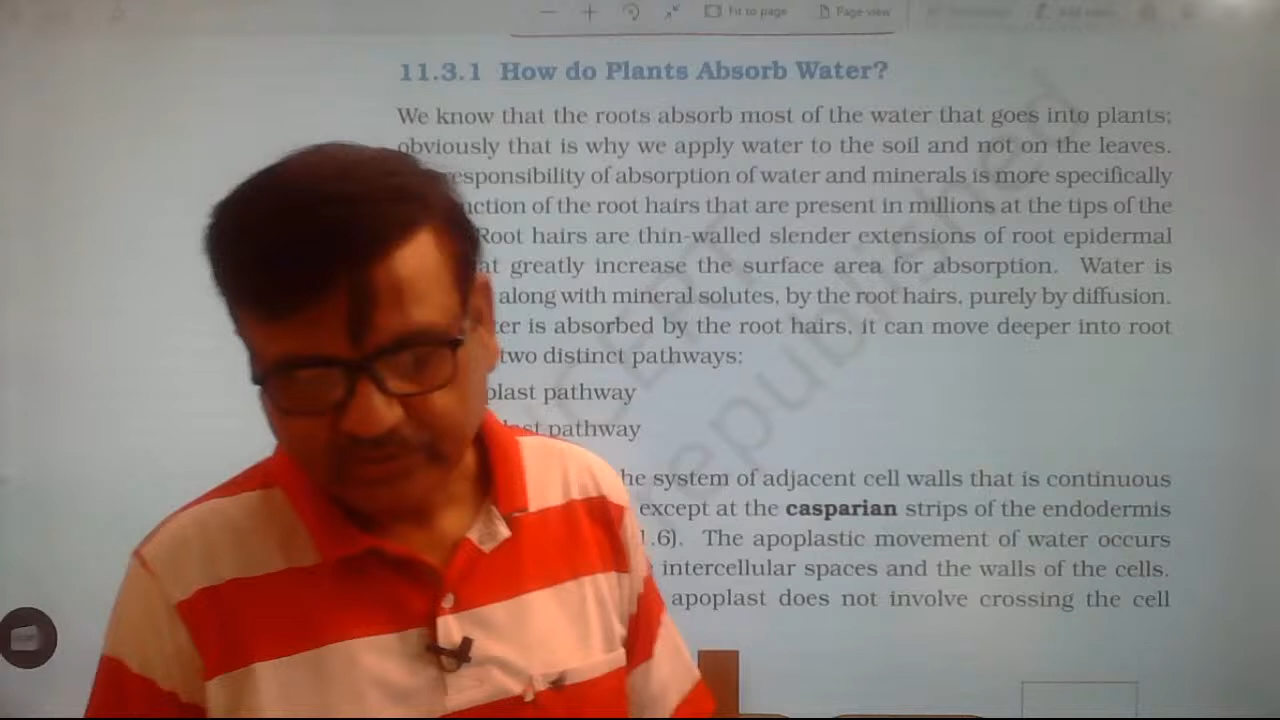 Fit to page Page view
11.3.1 How do Plants Absorb Water?
We know that the roots absorb most of the water that goes into plants;
obviously that is why we apply water to the soil and not on the leaves.
esponsibility of absorption of water and minerals is more specifically
nction of the root hairs that are present in millions at the tips of the
Root hairs are thin-walled slender extensions of root epidermal
at greatly increase the surface area for absorption. Water is
along with mineral solutes, by the root hairs, purely by diffusion.
ter is absorbed by the root hairs, it can move deeper into root
two distinct pathways:
plast pathway
last pathway
he system of adjacent cell walls that is continuous
except at the casparian strips of the endodermis
1.6). The apoplastic movement of water occurs
intercellular spaces and the walls of the cells.
apoplast does not involve crossing the cell
NCERT
republished